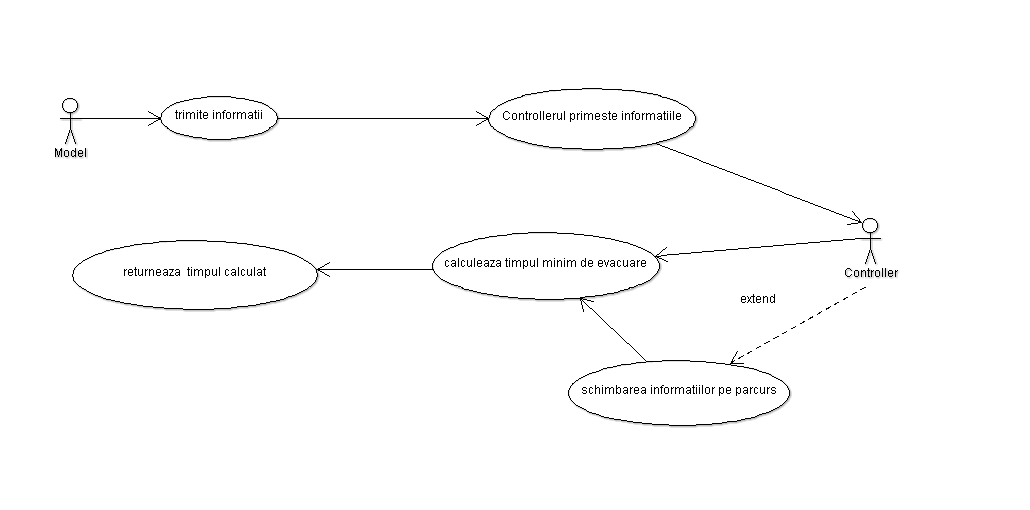 trimite informatii
Controllerul primeste informatiile
Model
calculeaza timpul minim de evacuare
returneaza  timpul calculat
Controller
extend
schimbarea informatiilor pe parcurs